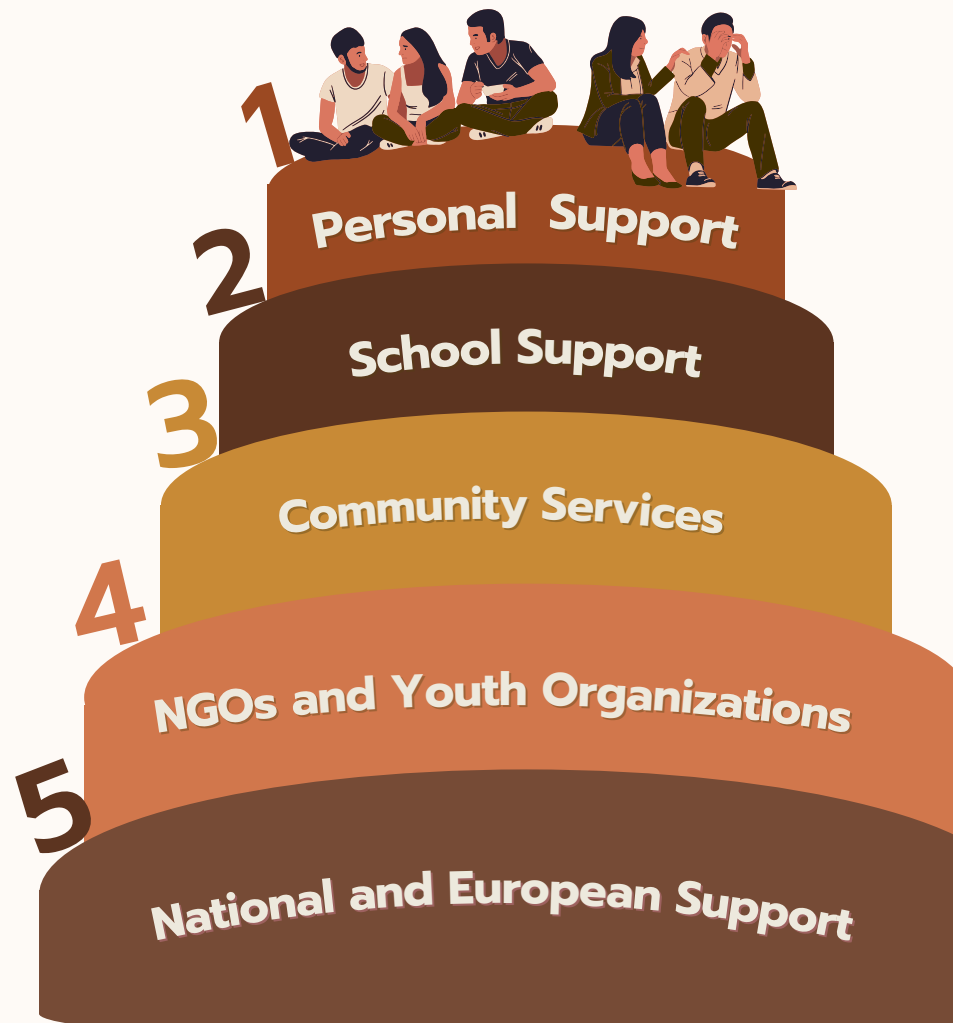 1
Personal Support
2
School Support
3
Community Services
4
NGOs and Youth Organizations
5
National and European Support